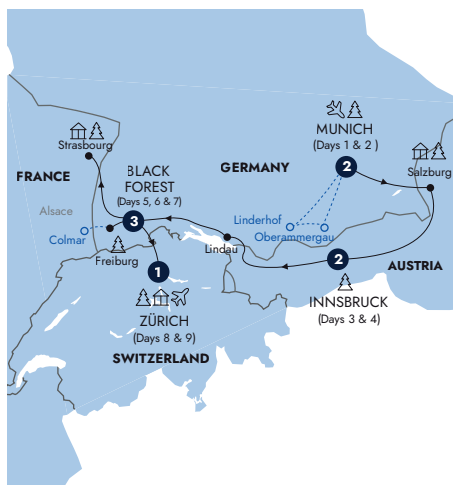 MUNICH
(Days 1 & 2)
2
Strasbourg
Salzburg
FRANCE
BLACK
FOREST
(Days 5, 6 & 7)
3
GERMANY
Alsace
Colmar
Freiburg
Linderhof
Oberammergau
Lindau
2
AUSTRIA
INNSBRUCK
(Days 3 & 4)
1
ZÜRICH
(Days 8 & 9)
SWITZERLAND